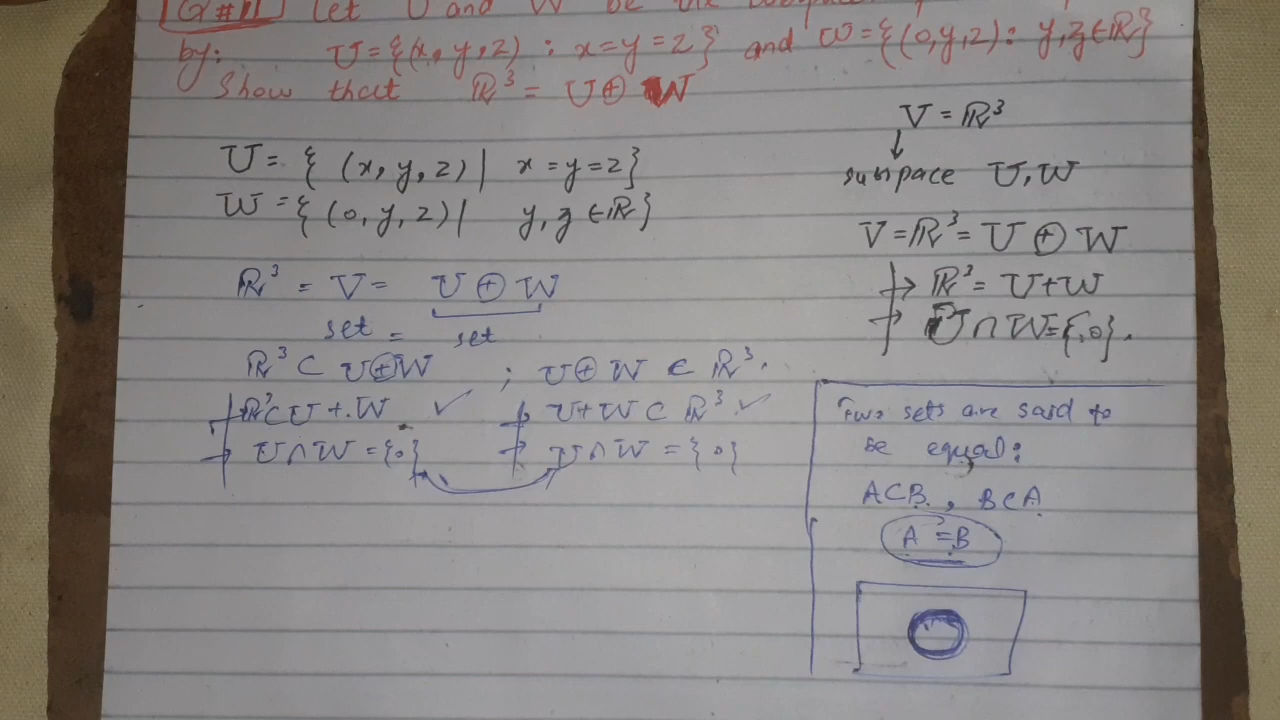 Q#11 Let U and W be the
by: U={(x,y,z) : x=y=z} and W={(0,y,z): y,z∈ℝ}
Show that ℝ³ = U⊕W
V = ℝ³
↓
subspace U,W
U={ (x,y,z)| x=y=z}
W={(0,y,z)| y,z∈ℝ}
V=ℝ³=U⊕W
→ ℝ³=U+W
→ U∩W={0}.
ℝ³ = V= U⊕W
set = set
ℝ³⊂U⊕W ; U⊕W⊂ℝ³.
→ ℝ³⊂U+W ✓ → U+W⊂ℝ³ ✓
→ U∩W={0} → U∩W={0}
Two sets are said to
be equal:
A⊂B, B⊂A
A=B